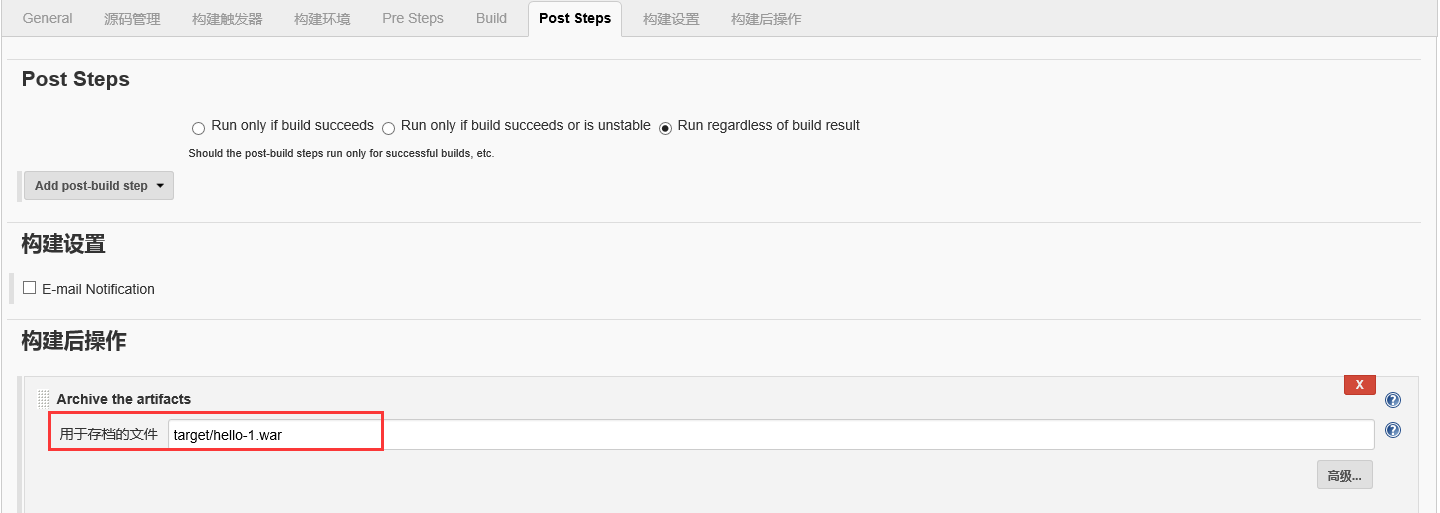 General 源码管理 构建触发器 构建环境 Pre Steps Build Post Steps 构建设置 构建后操作
Post Steps
Run only if build succeeds Run only if build succeeds or is unstable Run regardless of build result
Should the post-build steps run only for successful builds, etc.
Add post-build step
构建设置
E-mail Notification
构建后操作
X
Archive the artifacts ?
用于存档的文件 target/hello-1.war ?
高级...